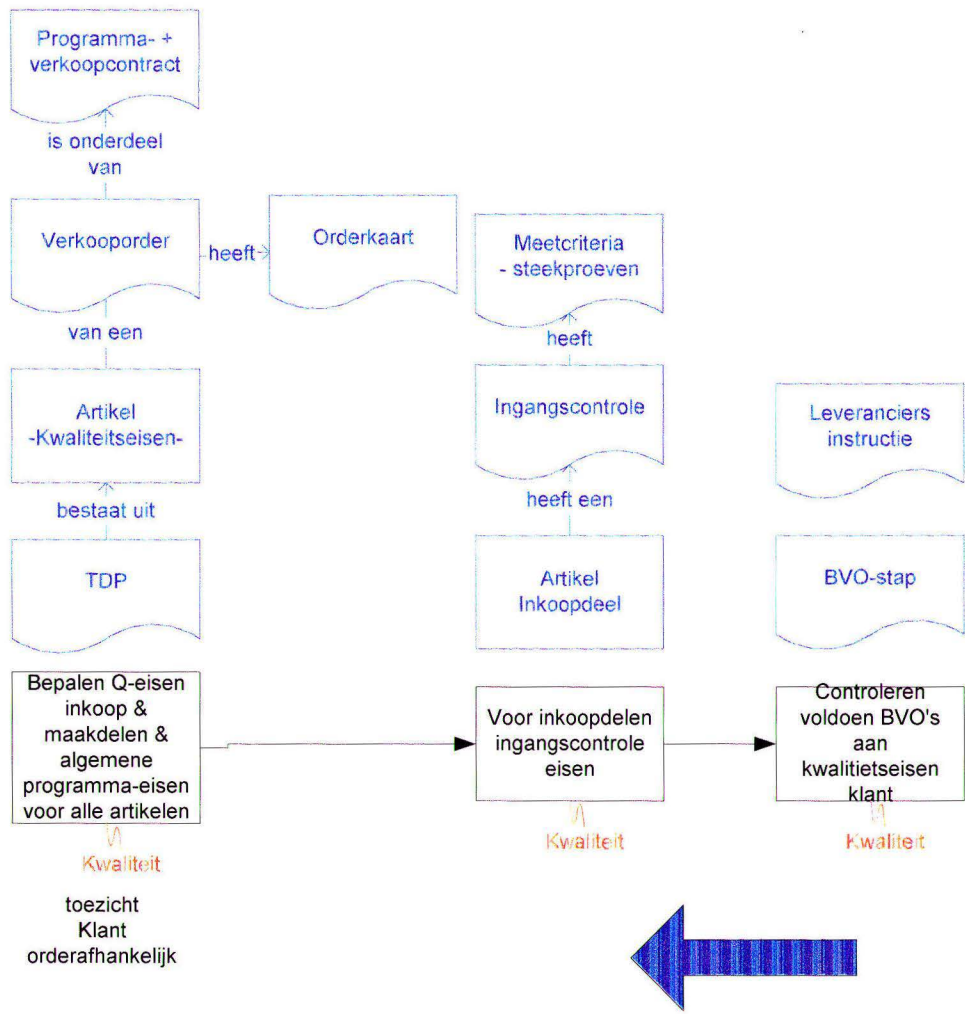 Programma- +
verkoopcontract
is onderdeel
van
Verkooporder
heeft
Orderkaart
Meetcriteria
- steekproeven
van een
heeft
Artikel
-Kwaliteitseisen-
Ingangscontrole
Leveranciers
instructie
bestaat uit
heeft een
TDP
Artikel
Inkoopdeel
BVO-stap
Bepalen Q-eisen
inkoop &
maakdelen &
algemene
programma-eisen
voor alle artikelen
Voor inkoopdelen
ingangscontrole
eisen
Controleren
voldoen BVO's
aan
kwalitietseisen
klant
Kwaliteit
Kwaliteit
Kwaliteit
toezicht
Klant
orderafhankelijk